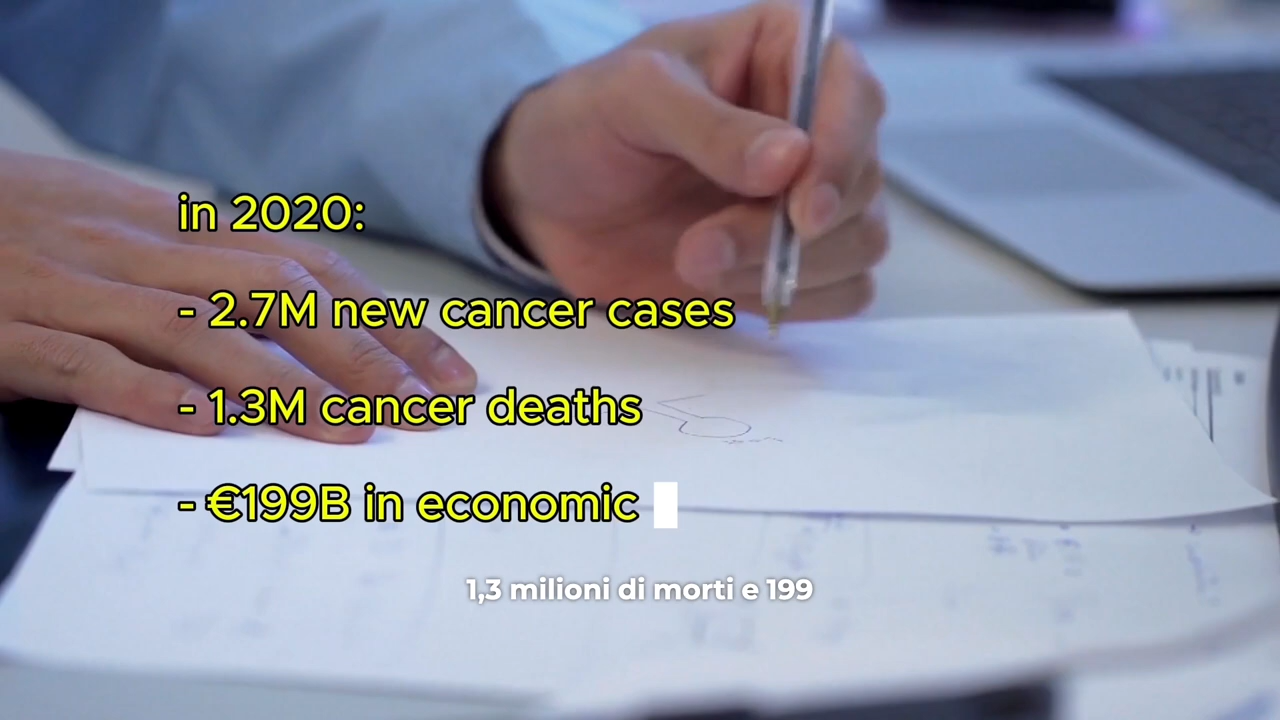 in 2020:
- 2.7M new cancer cases
- 1.3M cancer deaths
- €199B in economic
1,3 milioni di morti e 199